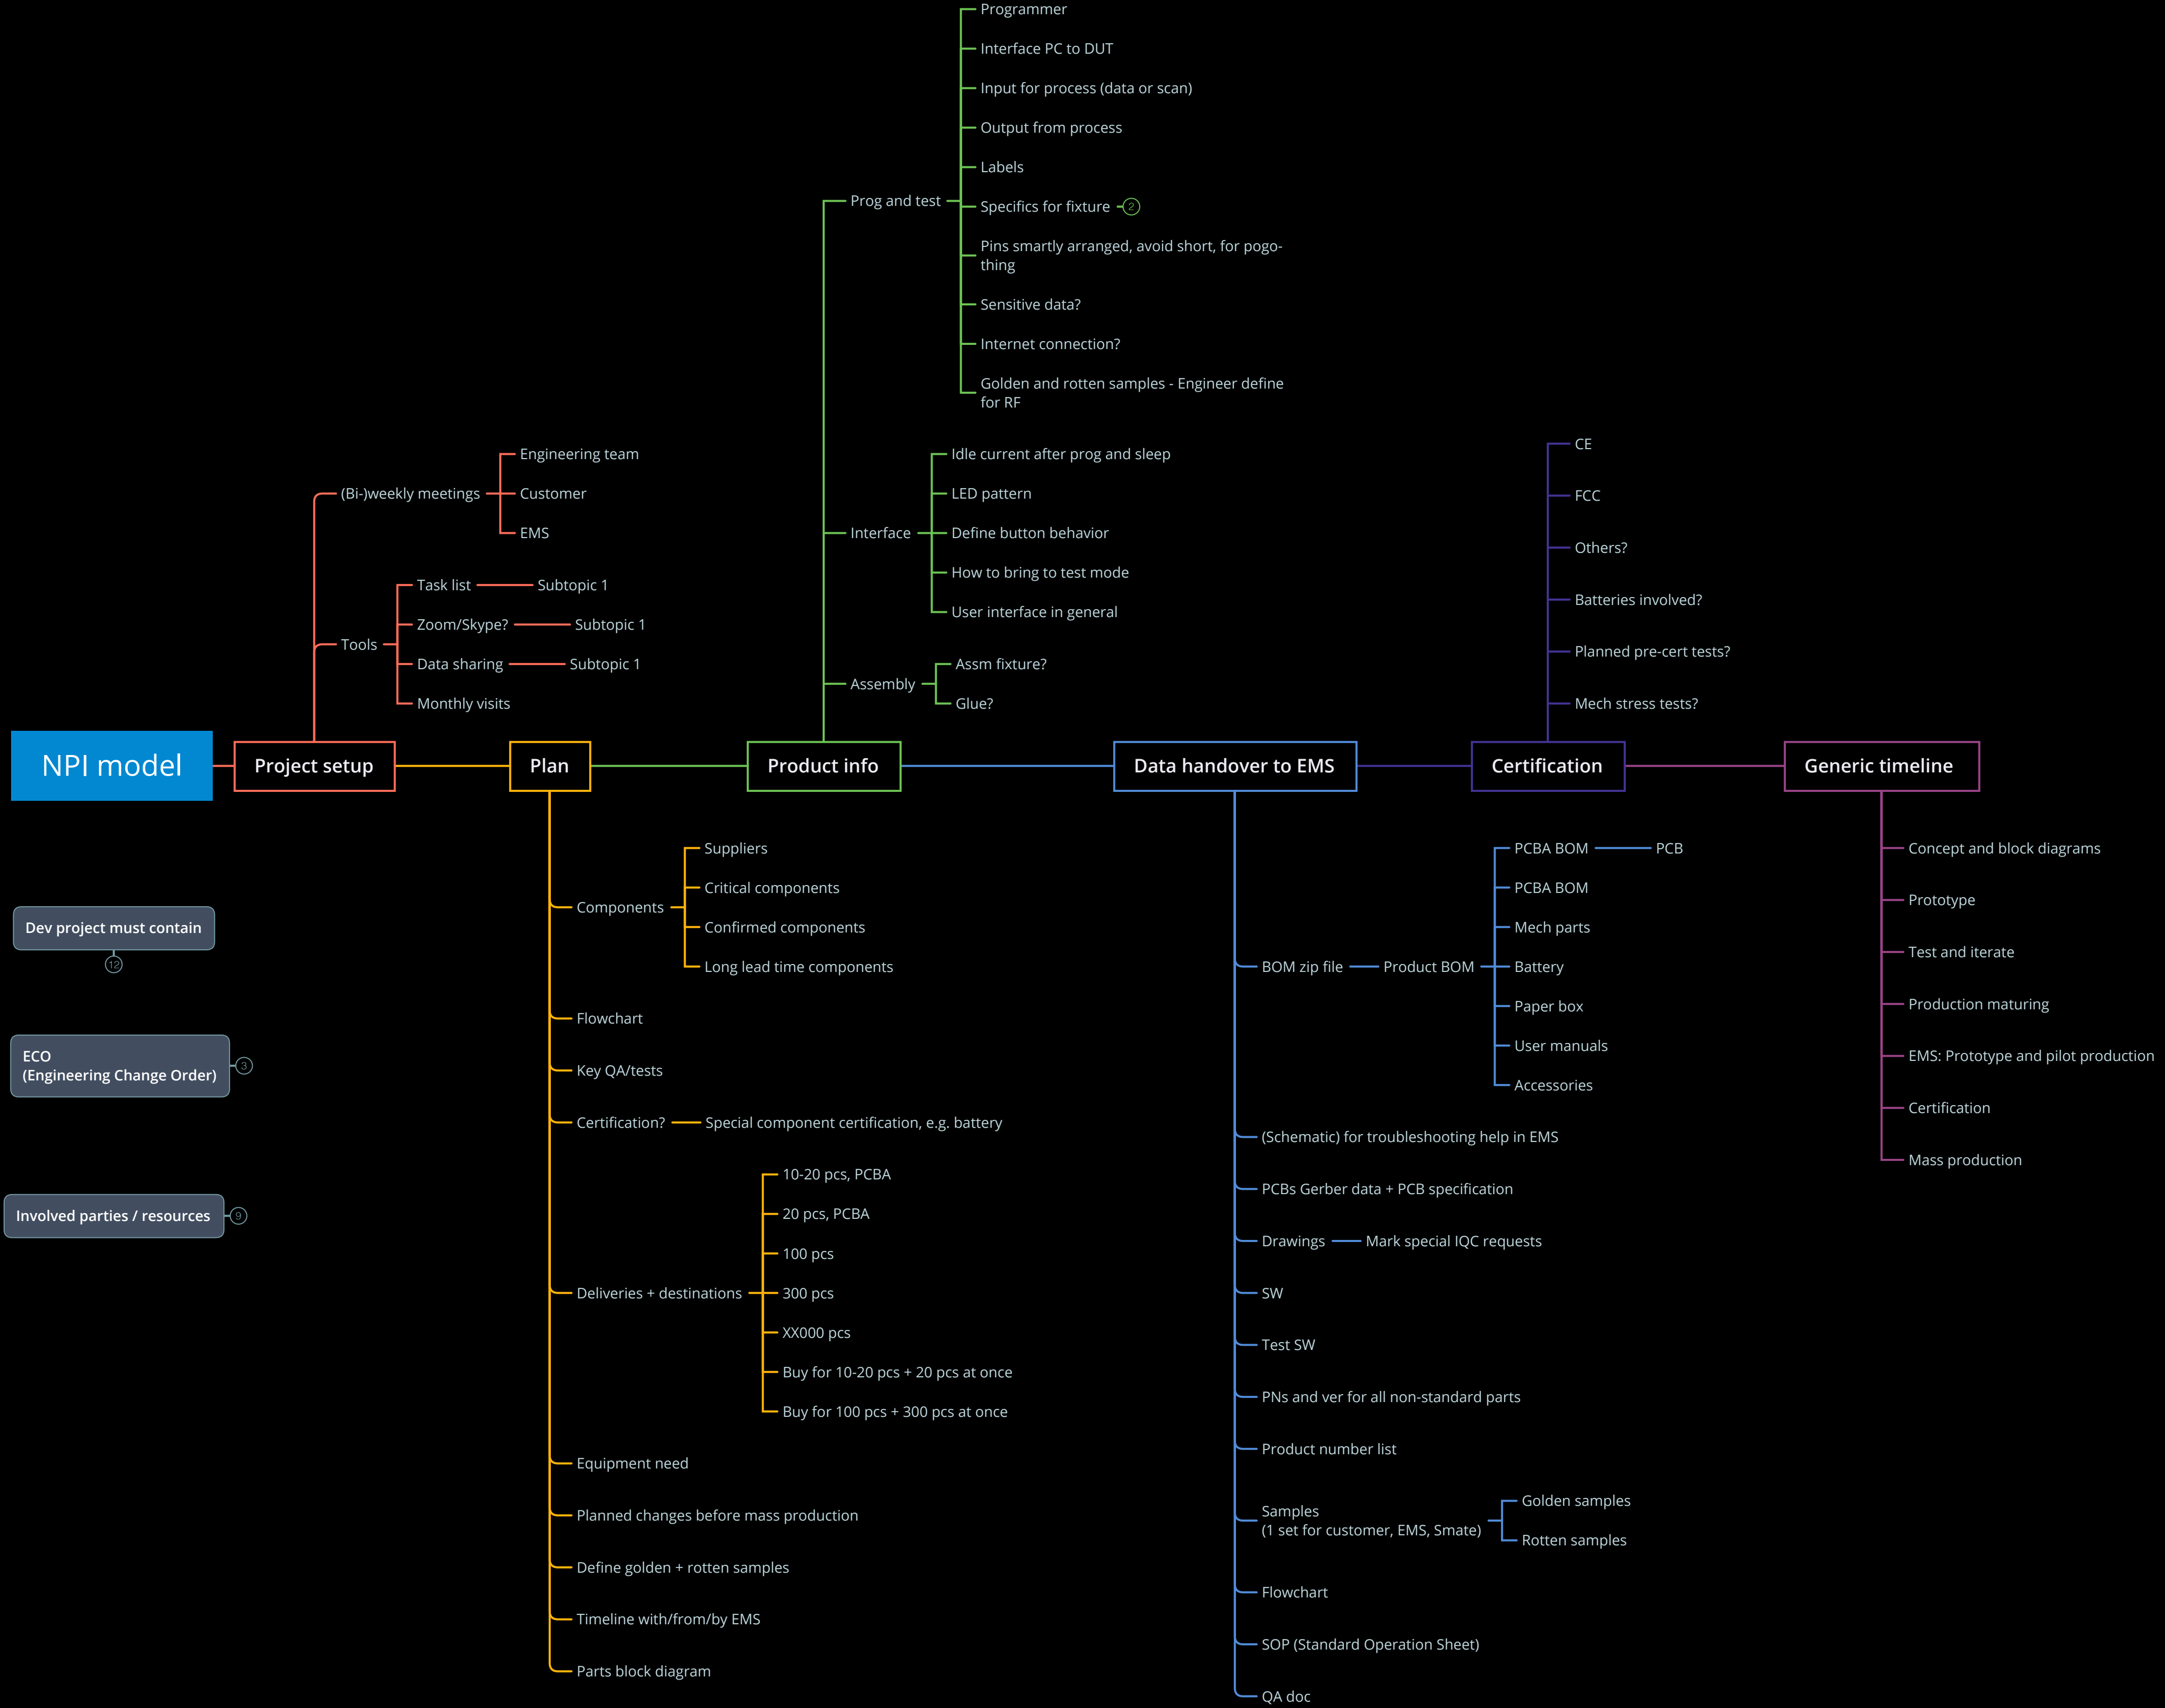 NPI model
Project setup
(Bi-)weekly meetings
Engineering team
Customer
EMS
Tools
Task list
Subtopic 1
Zoom/Skype?
Subtopic 1
Data sharing
Subtopic 1
Monthly visits
Plan
Components
Suppliers
Critical components
Confirmed components
Long lead time components
Flowchart
Key QA/tests
Certification?
Special component certification, e.g. battery
Deliveries + destinations
10-20 pcs, PCBA
20 pcs, PCBA
100 pcs
300 pcs
XX000 pcs
Buy for 10-20 pcs + 20 pcs at once
Buy for 100 pcs + 300 pcs at once
Equipment need
Planned changes before mass production
Define golden + rotten samples
Timeline with/from/by EMS
Parts block diagram
Product info
Prog and test
Programmer
Interface PC to DUT
Input for process (data or scan)
Output from process
Labels
Specifics for fixture
2
Pins smartly arranged, avoid short, for pogo-
thing
Sensitive data?
Internet connection?
Golden and rotten samples - Engineer define
for RF
Interface
Idle current after prog and sleep
LED pattern
Define button behavior
How to bring to test mode
User interface in general
Assembly
Assm fixture?
Glue?
Data handover to EMS
BOM zip file
Product BOM
PCBA BOM
PCB
PCBA BOM
Mech parts
Battery
Paper box
User manuals
Accessories
(Schematic) for troubleshooting help in EMS
PCBs Gerber data + PCB specification
Drawings
Mark special IQC requests
SW
Test SW
PNs and ver for all non-standard parts
Product number list
Samples
(1 set for customer, EMS, Smate)
Golden samples
Rotten samples
Flowchart
SOP (Standard Operation Sheet)
QA doc
Certification
CE
FCC
Others?
Batteries involved?
Planned pre-cert tests?
Mech stress tests?
Generic timeline
Concept and block diagrams
Prototype
Test and iterate
Production maturing
EMS: Prototype and pilot production
Certification
Mass production
Dev project must contain
12
ECO
(Engineering Change Order)
3
Involved parties / resources
9